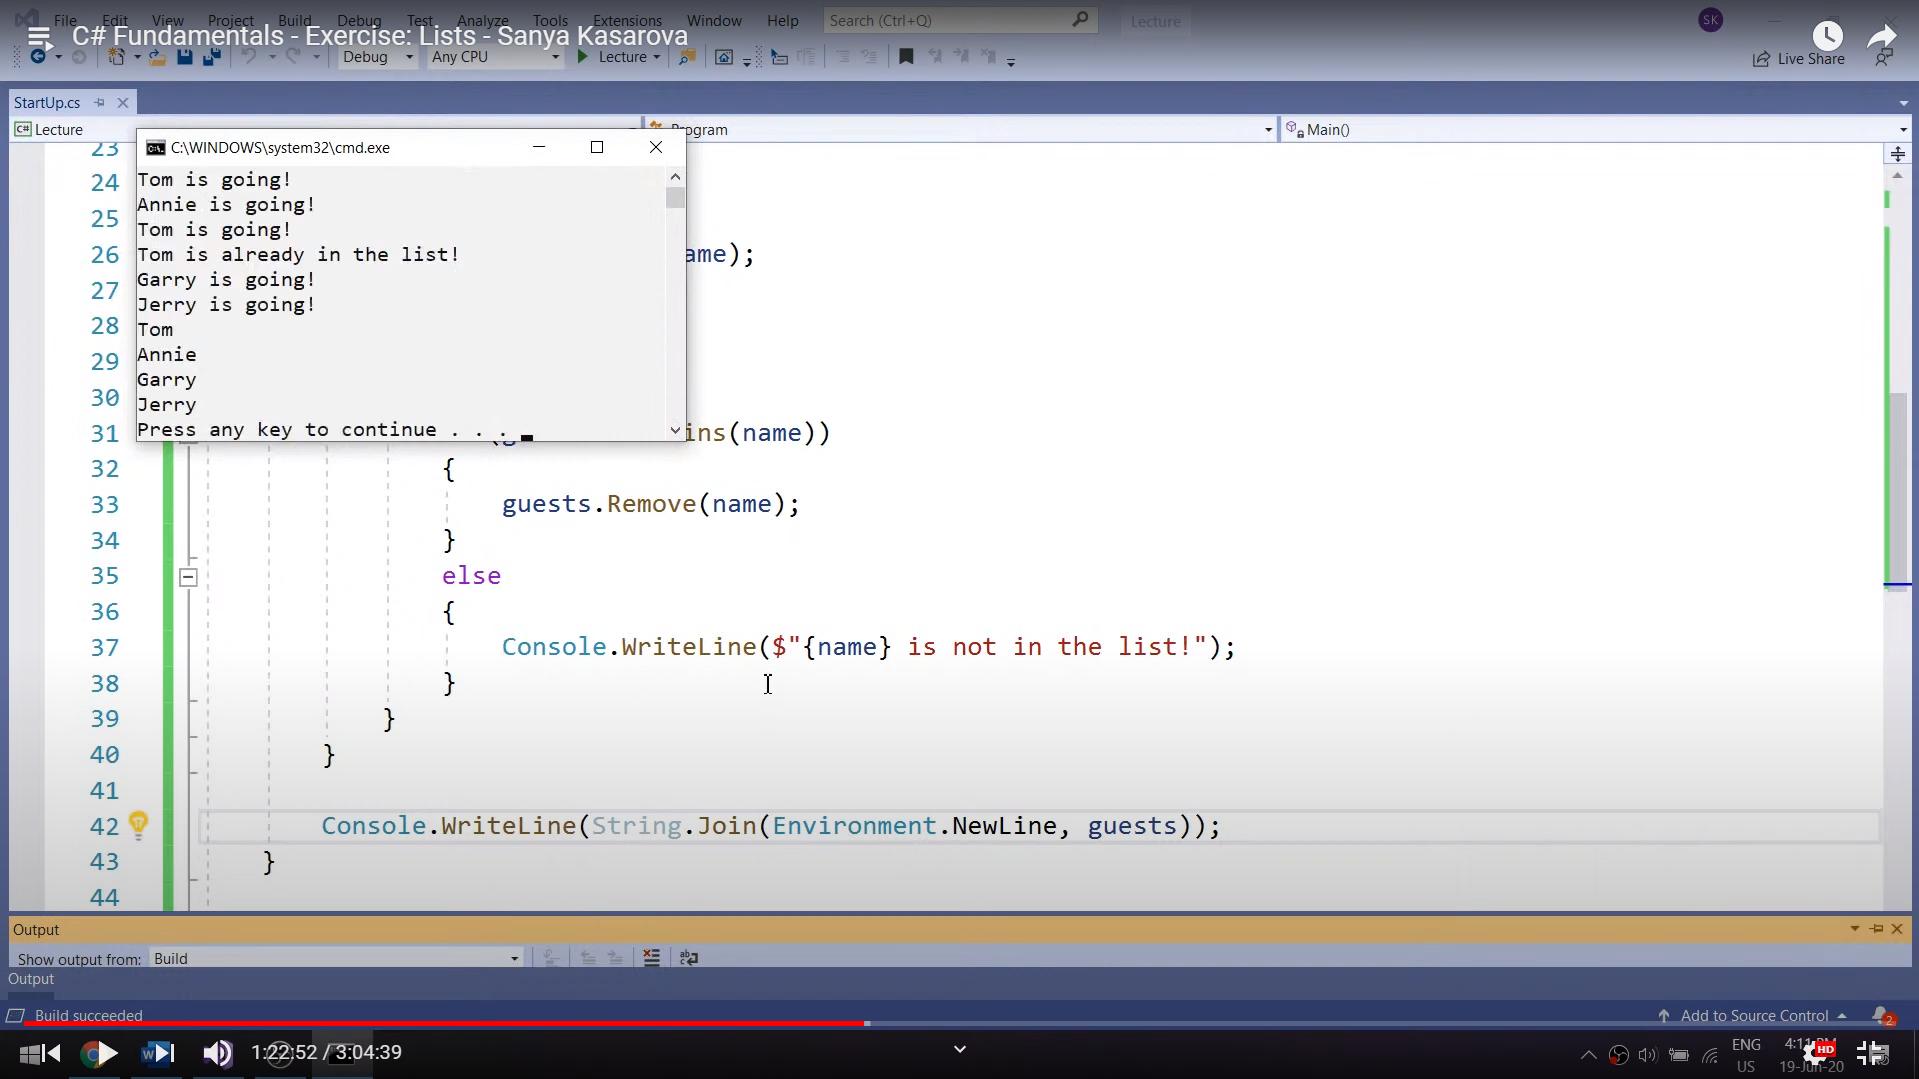 File Edit View Project Build Debug Test Analyze Tools Extensions Window Help Search (Ctrl+Q) Lecture SK
C# Fundamentals - Exercise: Lists - Sanya Kasarova
Debug Any CPU Lecture Live Share
StartUp.cs
C# Lecture Program Main()
C:\WINDOWS\system32\cmd.exe
Tom is going!
Annie is going!
Tom is going!
Tom is already in the list!
Garry is going!
Jerry is going!
Tom
Annie
Garry
Jerry
Press any key to continue . . .
23
24
25
26 ame);
27
28
29
30
31 ins(name))
32 {
33 guests.Remove(name);
34 }
35 else
36 {
37 Console.WriteLine($"{name} is not in the list!");
38 }
39 }
40 }
41
42 Console.WriteLine(String.Join(Environment.NewLine, guests));
43 }
44
Output
Show output from: Build
Output
Build succeeded Add to Source Control 2
1:22:52 / 3:04:39 ENG HD
US 19-Jun-20